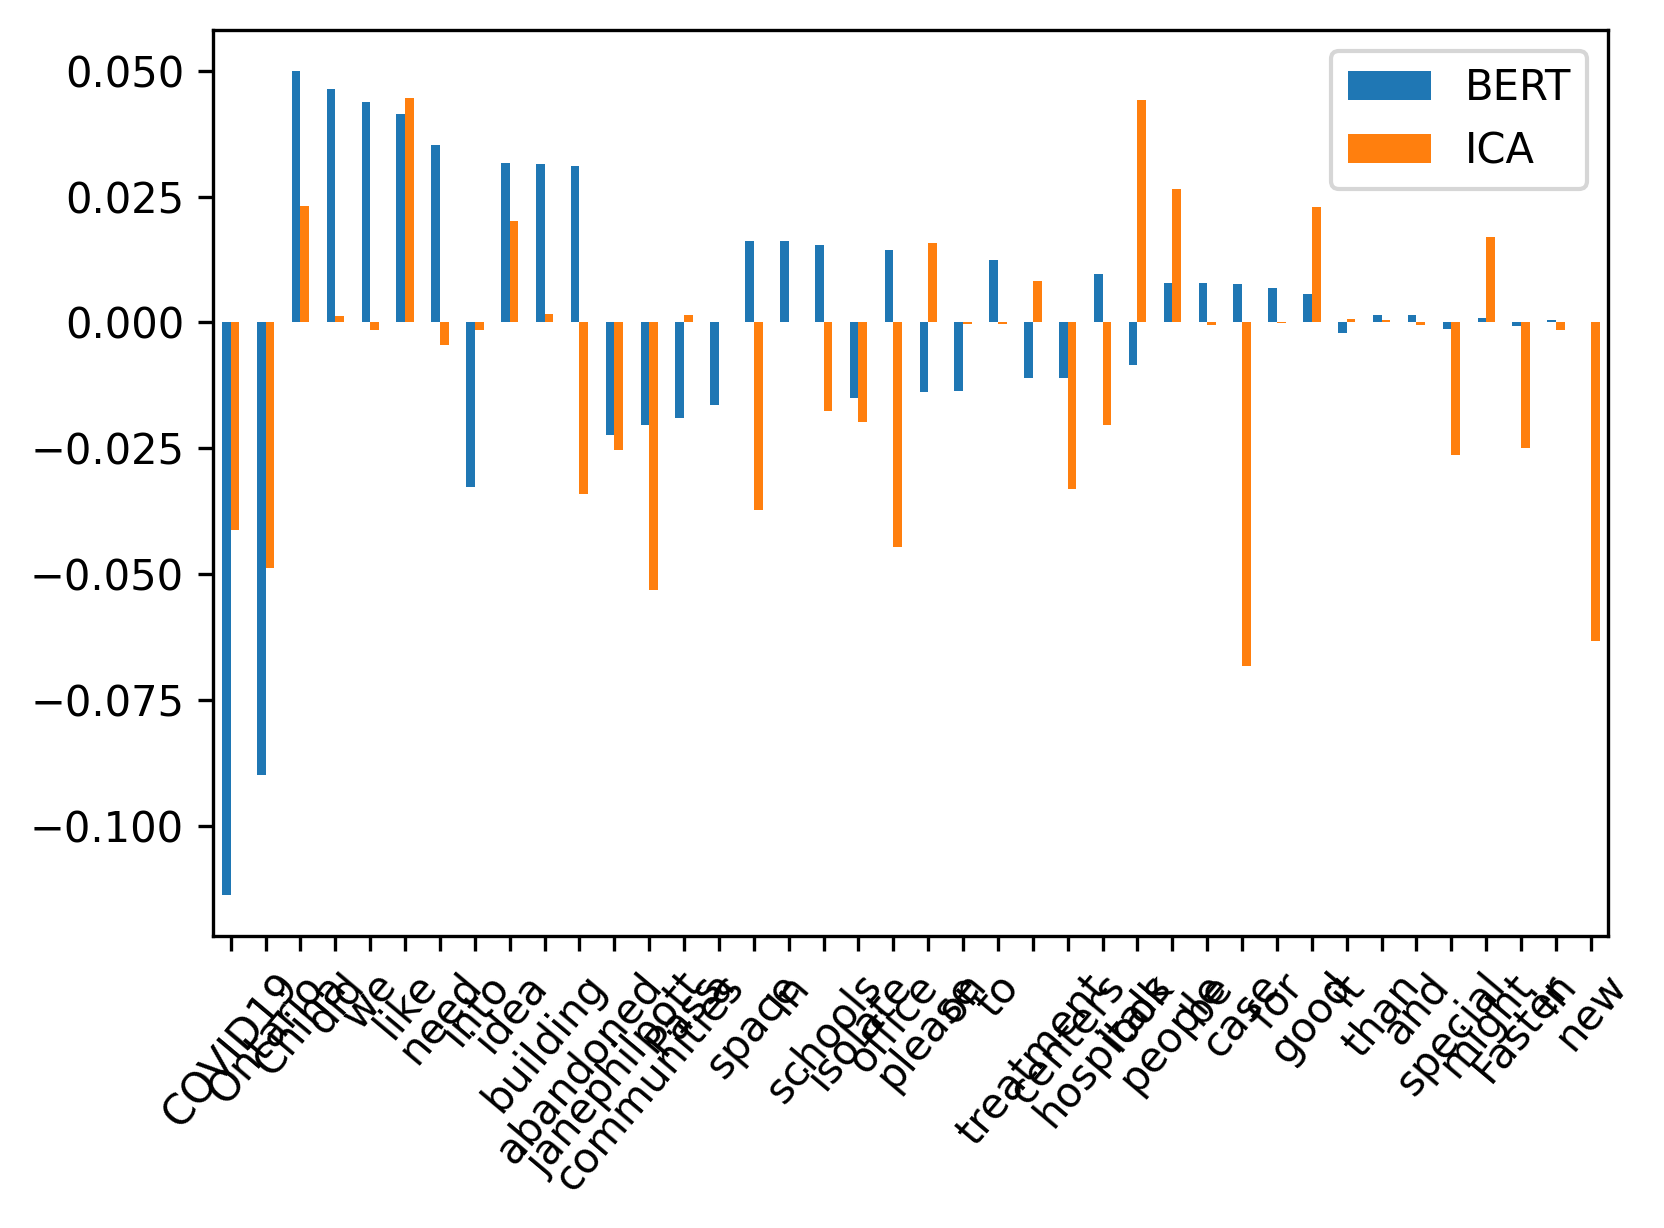 0.050
0.025
0.000
−0.025
−0.050
−0.075
−0.100
BERT
ICA
COVID19
Ontario
China
We
like
need
into
idea
building
abandoned
janephilpott
communities
space
in
schools
isolate
office
please
to
treatment
centers
hospitals
people
case
for
good
it
than
and
special
might
Faster
new